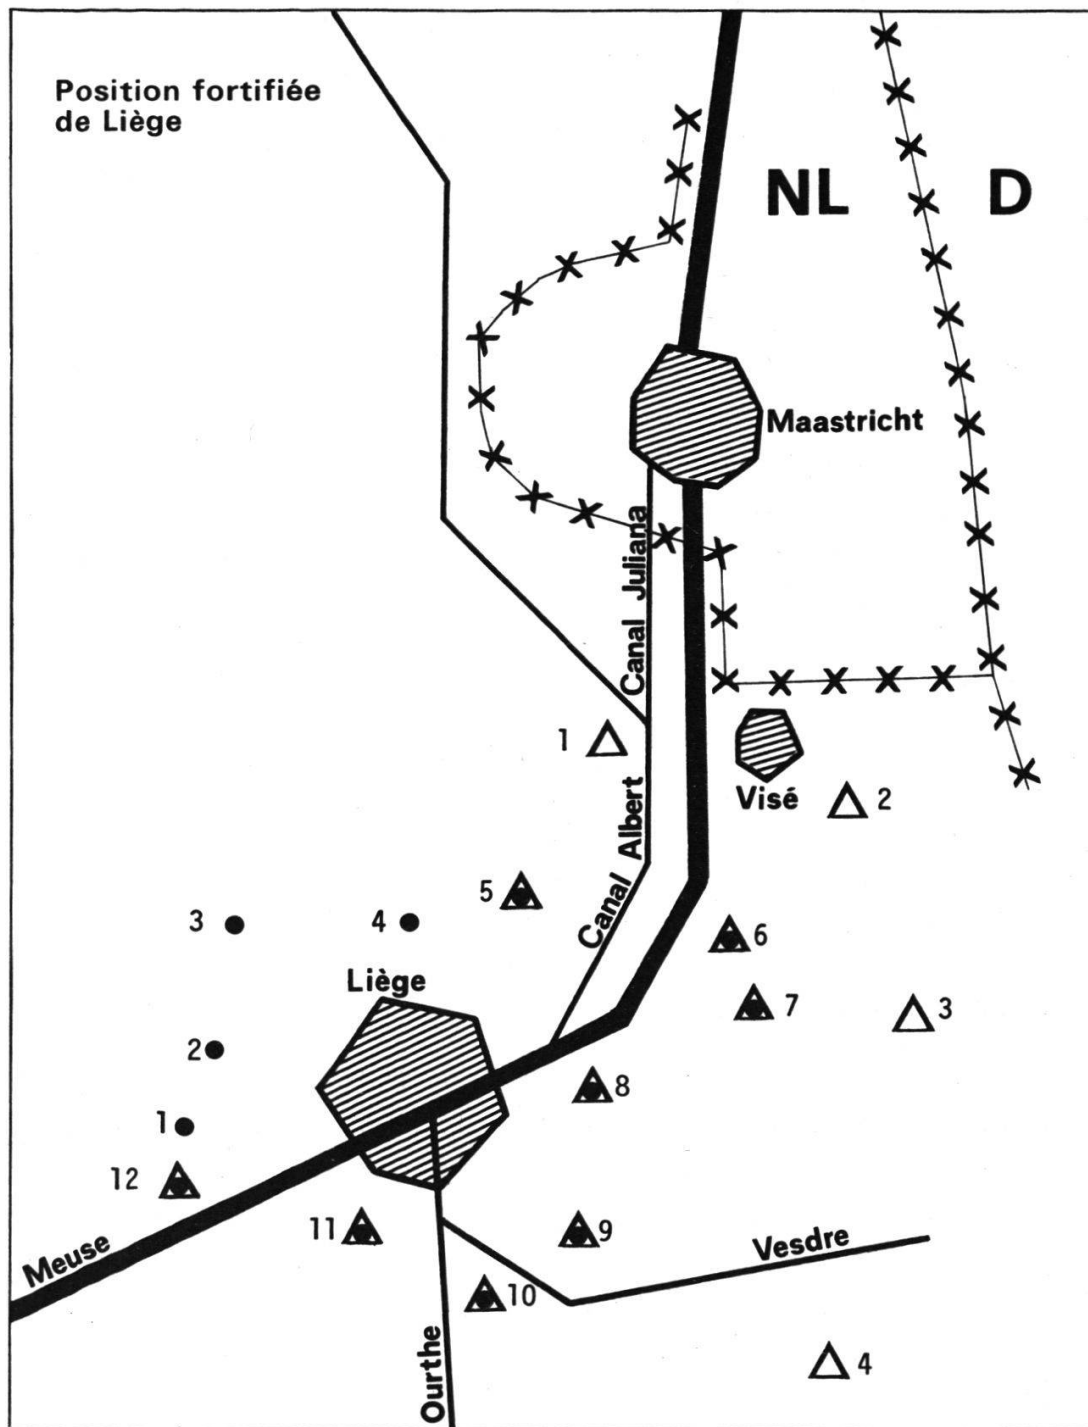 Position fortifiée
de Liège
NL
D
Maastricht
Canal Juliana
1
Visé
2
Canal Albert
5
3
4
6
Liège
7
3
2
8
1
12
11
9
Vesdre
Meuse
10
Ourthe
4